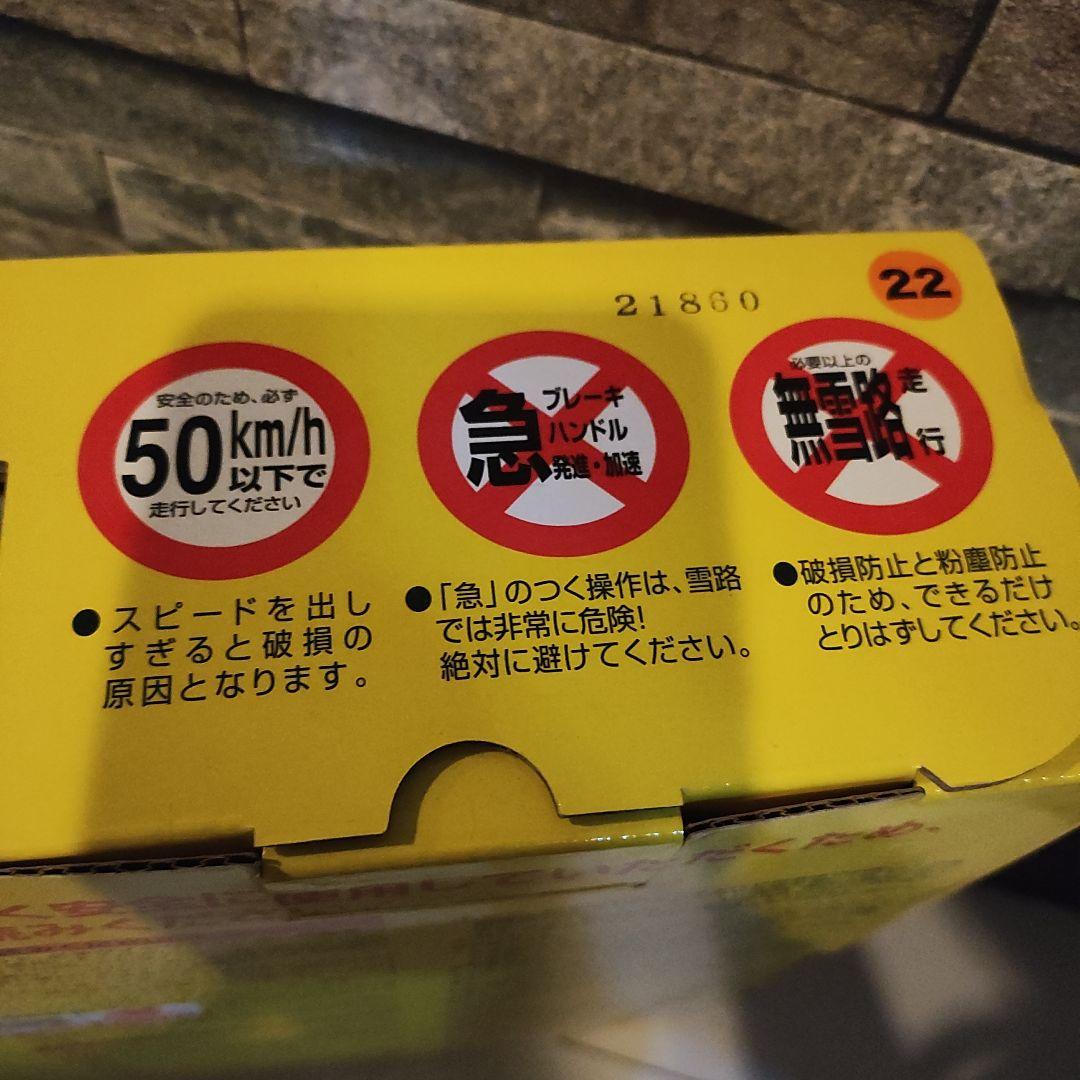 22
21860
安全のため、必ず
50km/h
以下で
走行してください
急
ブレーキ
ハンドル
発進・加速
必要以上の
無雪路走行
●スピードを出し
すぎると破損の
原因となります。
●「急」のつく操作は、雪路
では非常に危険!
絶対に避けてください。
●破損防止と粉塵防止
のため、できるだけ
とりはずしてください。